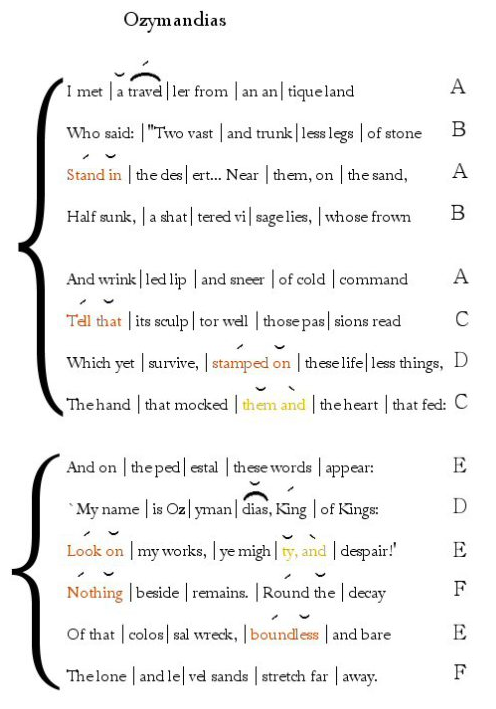 Ozymandias
I met | a travel | ler from | an an | tique land A
Who said: | "Two vast | and trunk | less legs | of stone B
Stand in | the des | ert... Near | them, on | the sand, A
Half sunk, | a shat | tered vi | sage lies, | whose frown B
And wrink | led lip | and sneer | of cold | command A
Tell that | its sculp | tor well | those pas | sions read C
Which yet | survive, | stamped on | these life | less things, D
The hand | that mocked | them and | the heart | that fed: C
And on | the ped | estal | these words | appear: E
`My name | is Oz | yman | dias, King | of Kings: D
Look on | my works, | ye migh | ty, and | despair!' E
Nothing | beside | remains. | Round the | decay F
Of that | colos | sal wreck, | boundless | and bare E
The lone | and le | vel sands | stretch far | away. F